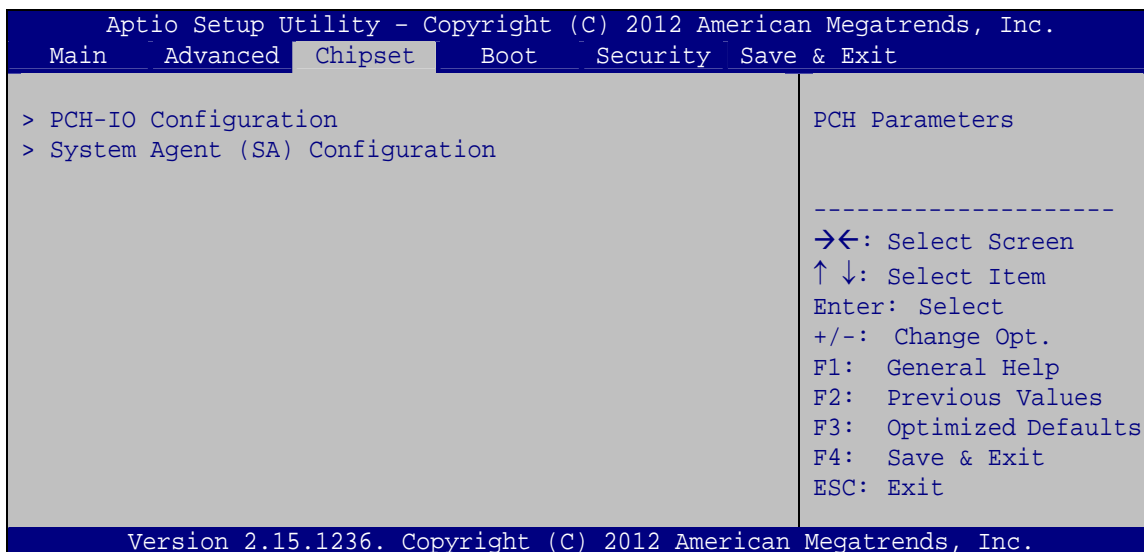 Aptio Setup Utility – Copyright (C) 2012 American Megatrends, Inc.
Main Advanced Chipset Boot Security Save & Exit
> PCH-IO Configuration
> System Agent (SA) Configuration
PCH Parameters
---------------------
→←: Select Screen
↑ ↓: Select Item
Enter: Select
+/-: Change Opt.
F1: General Help
F2: Previous Values
F3: Optimized Defaults
F4: Save & Exit
ESC: Exit
Version 2.15.1236. Copyright (C) 2012 American Megatrends, Inc.